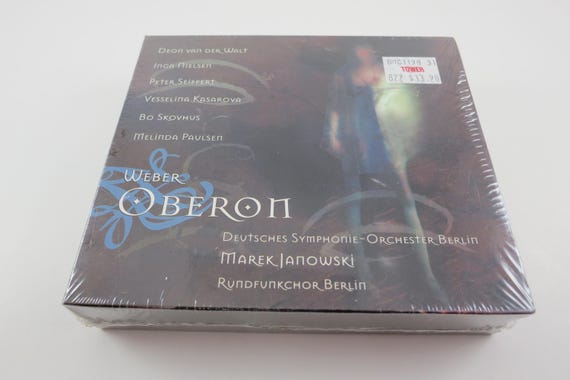 Deon van der Walt
Inga Nielsen
Peter Seiffert
Vesselina Kasarova
Bo Skovhus
Melinda Paulsen
Weber
Oberon
Deutsches Symphonie-Orchester Berlin
Marek Janowski
Rundfunkchor Berlin
TOWER